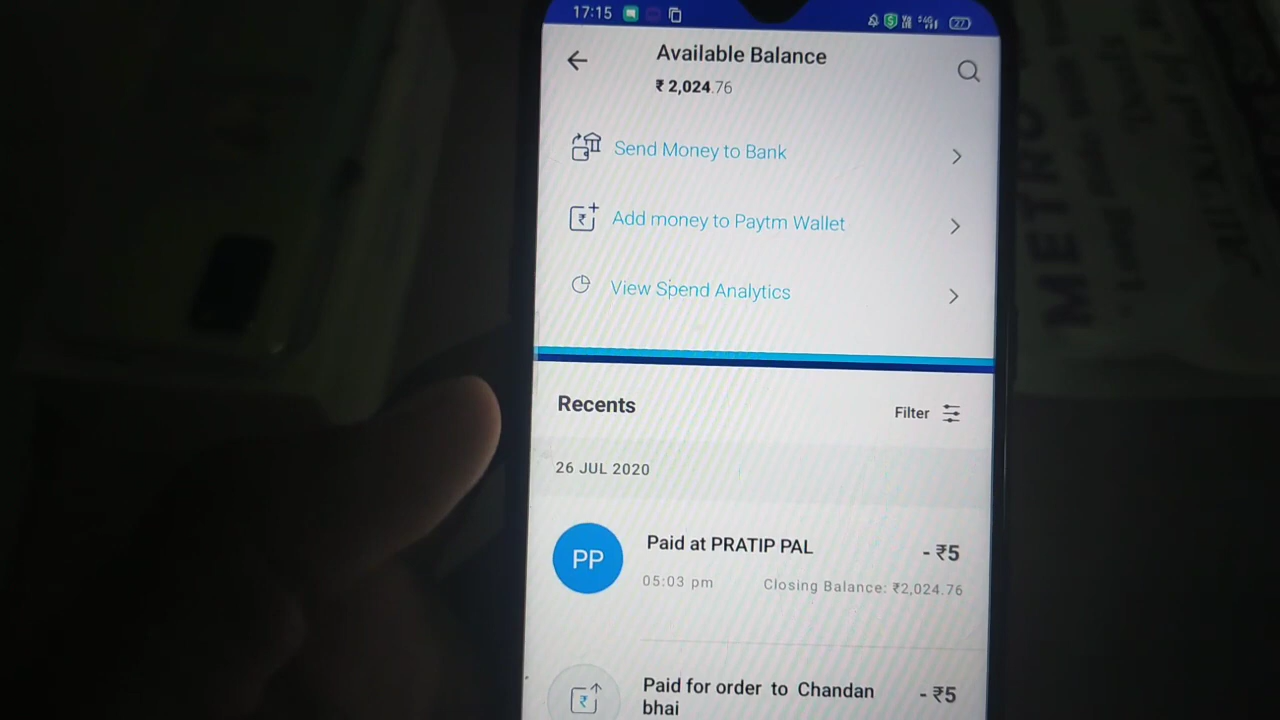 17:15
27
Available Balance
₹ 2,024.76
Send Money to Bank
Add money to Paytm Wallet
View Spend Analytics
Recents
Filter
26 JUL 2020
PP
Paid at PRATIP PAL
- ₹5
05:03 pm
Closing Balance: ₹2,024.76
Paid for order to Chandan
bhai
- ₹5
METRO